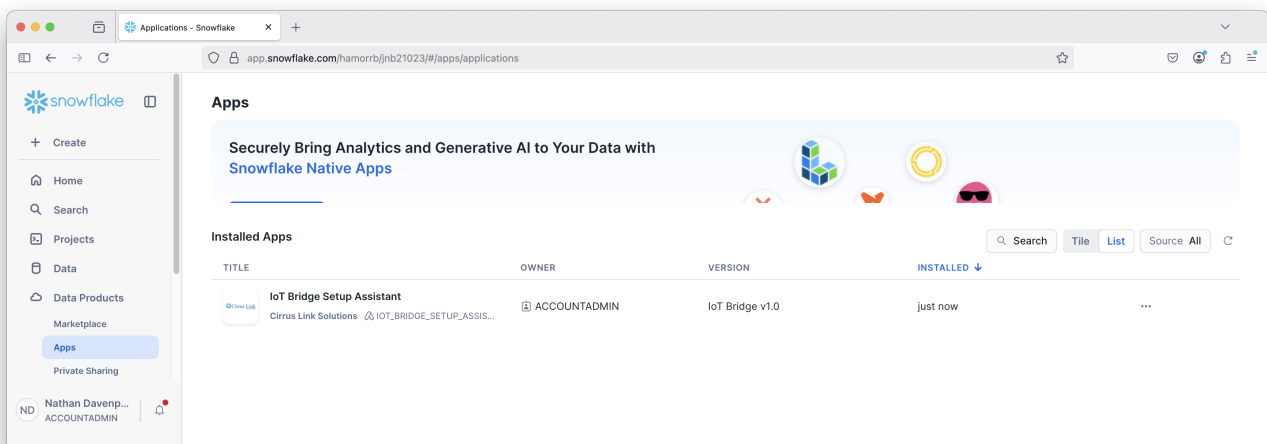 Applications – Snowflake
app.snowflake.com/hamorrb/jnb21023/#/apps/applications
snowflake
Create
Home
Search
Projects
Data
Data Products
Marketplace
Apps
Private Sharing
ND
Nathan Davenp...
ACCOUNTADMIN
Apps
Securely Bring Analytics and Generative AI to Your Data with
Snowflake Native Apps
Installed Apps
Search
Tile
List
Source All
TITLE OWNER VERSION INSTALLED
Cirrus Link
IoT Bridge Setup Assistant
Cirrus Link Solutions IOT_BRIDGE_SETUP_ASSIS...
ACCOUNTADMIN
IoT Bridge v1.0
just now